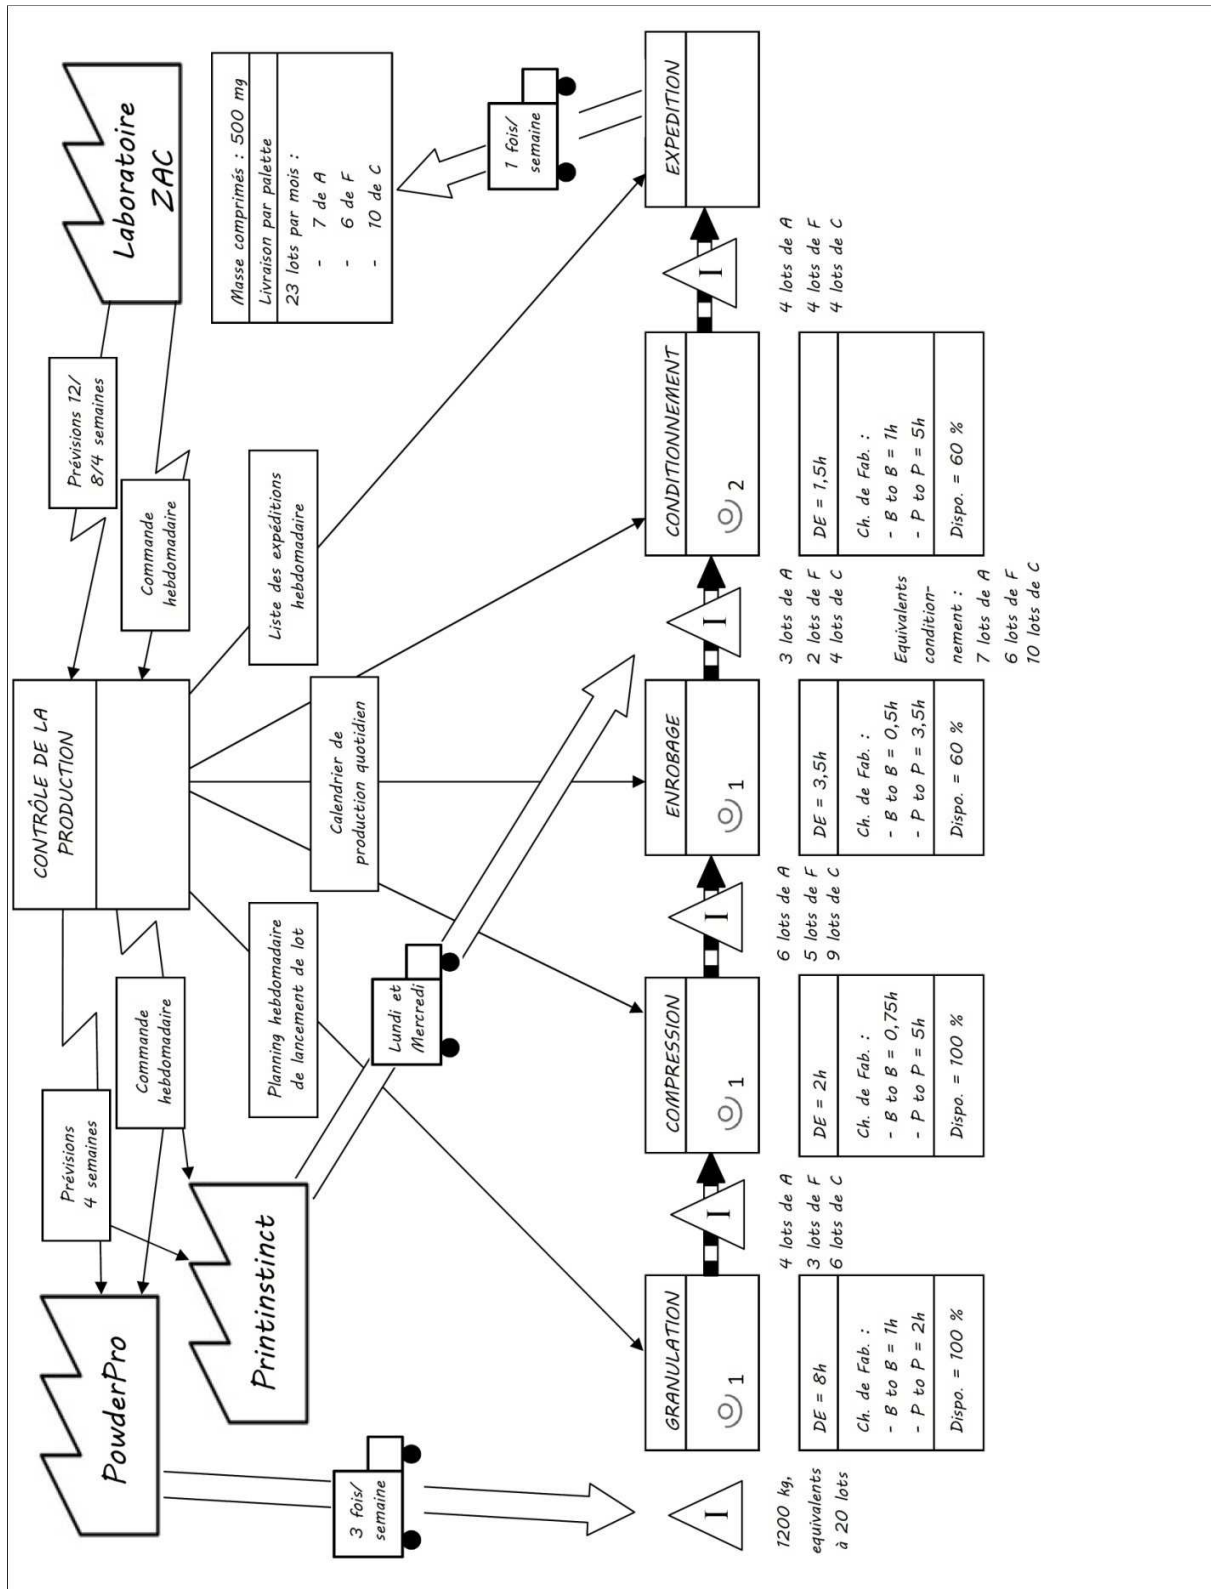 Laboratoire
ZAC
Prévisions 12/
8/4 semaines
Commande
hebdomadaire
CONTRÔLE DE LA
PRODUCTION
Prévisions
4 semaines
Commande
hebdomadaire
PowderPro
Printinstinct
Masse comprimés : 500 mg
Livraison par palette
23 lots par mois :
- 7 de A
- 6 de F
- 10 de C
Liste des expéditions
hebdomadaire
Calendrier de
production quotidien
Planning hebdomadaire
de lancement de lot
3 fois/
semaine
Lundi et
Mercredi
1 fois/
semaine
I
1200 kg,
equivalents
à 20 lots
GRANULATION
1
DE = 8h
Ch. de Fab. :
- B to B = 1h
- P to P = 2h
Dispo. = 100 %
I
4 lots de A
3 lots de F
6 lots de C
COMPRESSION
1
DE = 2h
Ch. de Fab. :
- B to B = 0,75h
- P to P = 5h
Dispo. = 100 %
I
6 lots de A
5 lots de F
9 lots de C
ENROBAGE
1
DE = 3,5h
Ch. de Fab. :
- B to B = 0,5h
- P to P = 3,5h
Dispo. = 60 %
I
3 lots de A
2 lots de F
4 lots de C
Equivalents
condition-
nement :
7 lots de A
6 lots de F
10 lots de C
CONDITIONNEMENT
2
DE = 1,5h
Ch. de Fab. :
- B to B = 1h
- P to P = 5h
Dispo. = 60 %
I
4 lots de A
4 lots de F
4 lots de C
EXPEDITION